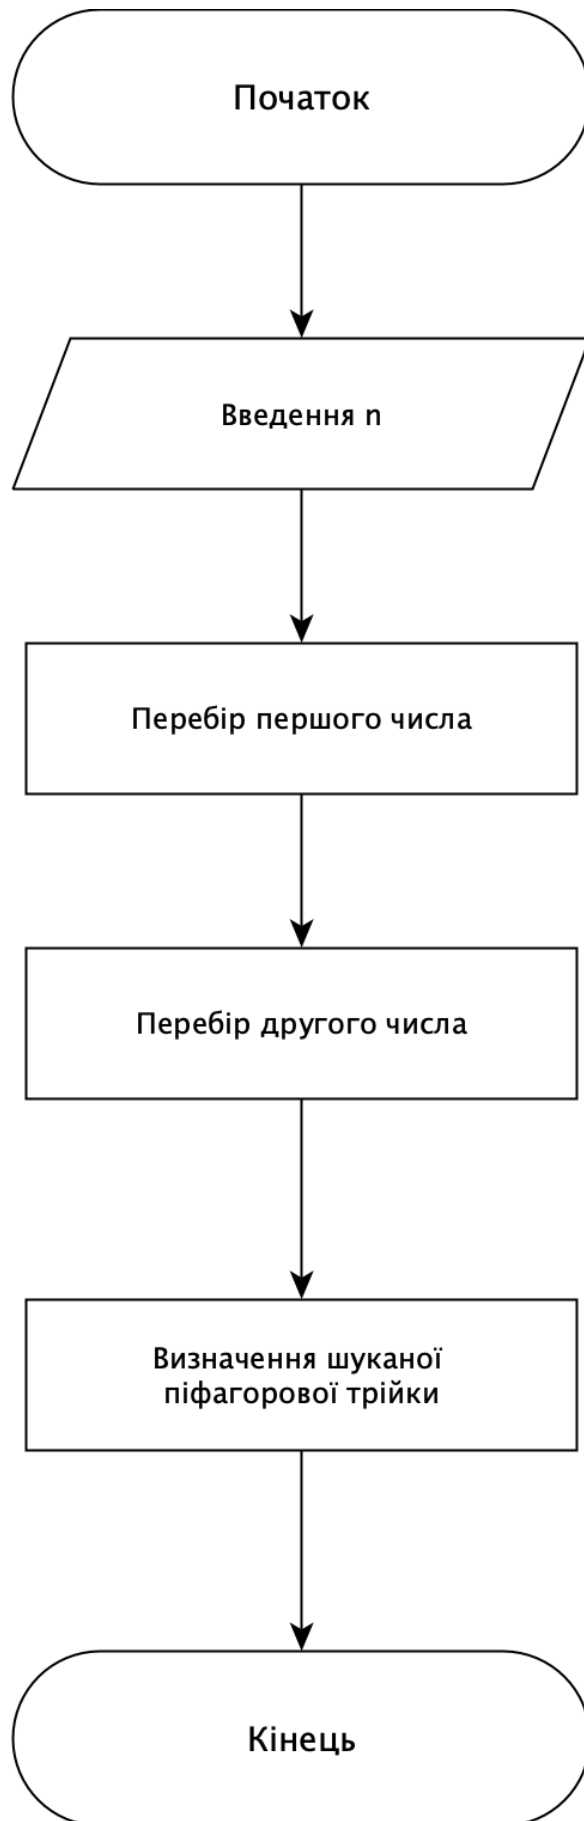 Початок
Введення n
Перебір першого числа
Перебір другого числа
Визначення шуканої
піфагорової трійки
Кінець